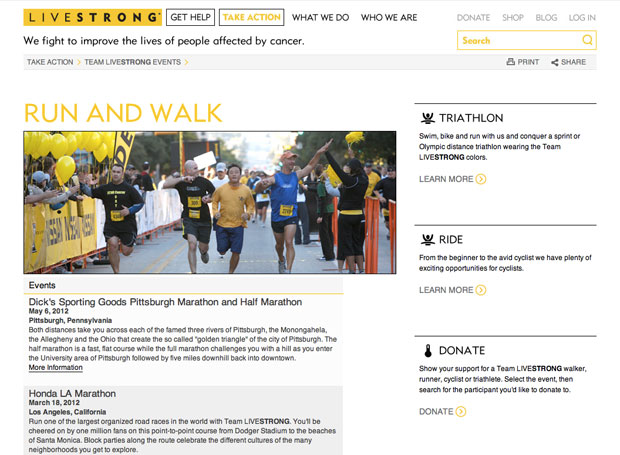 LIVESTRONG GET HELP TAKE ACTION WHAT WE DO WHO WE ARE
DONATE SHOP BLOG LOG IN
We fight to improve the lives of people affected by cancer.
Search
TAKE ACTION > TEAM LIVESTRONG EVENTS >
PRINT SHARE
RUN AND WALK
Events
Dick's Sporting Goods Pittsburgh Marathon and Half Marathon
May 6, 2012
Pittsburgh, Pennsylvania
Both distances take you across each of the famed three rivers of Pittsburgh, the Monongahela,
the Allegheny and the Ohio that create the so called "golden triangle" of the city of Pittsburgh. The
half marathon is a fast, flat course while the full marathon challenges you with a hill as you enter
the University area of Pittsburgh followed by five miles downhill back into downtown.
More Information
Honda LA Marathon
March 18, 2012
Los Angeles, California
Run one of the largest organized road races in the world with Team LIVESTRONG. You'll be
cheered on by one million fans on this point-to-point course from Dodger Stadium to the beaches
of Santa Monica. Block parties along the route celebrate the different cultures of the many
neighborhoods you get to explore.
TRIATHLON
Swim, bike and run with us and conquer a sprint or
Olympic distance triathlon wearing the Team
LIVESTRONG colors.
LEARN MORE
RIDE
From the beginner to the avid cyclist we have plenty of
exciting opportunities for cyclists.
LEARN MORE
DONATE
Show your support for a Team LIVESTRONG walker,
runner, cyclist or triathlete. Select the event, then
search for the participant you'd like to donate to.
DONATE